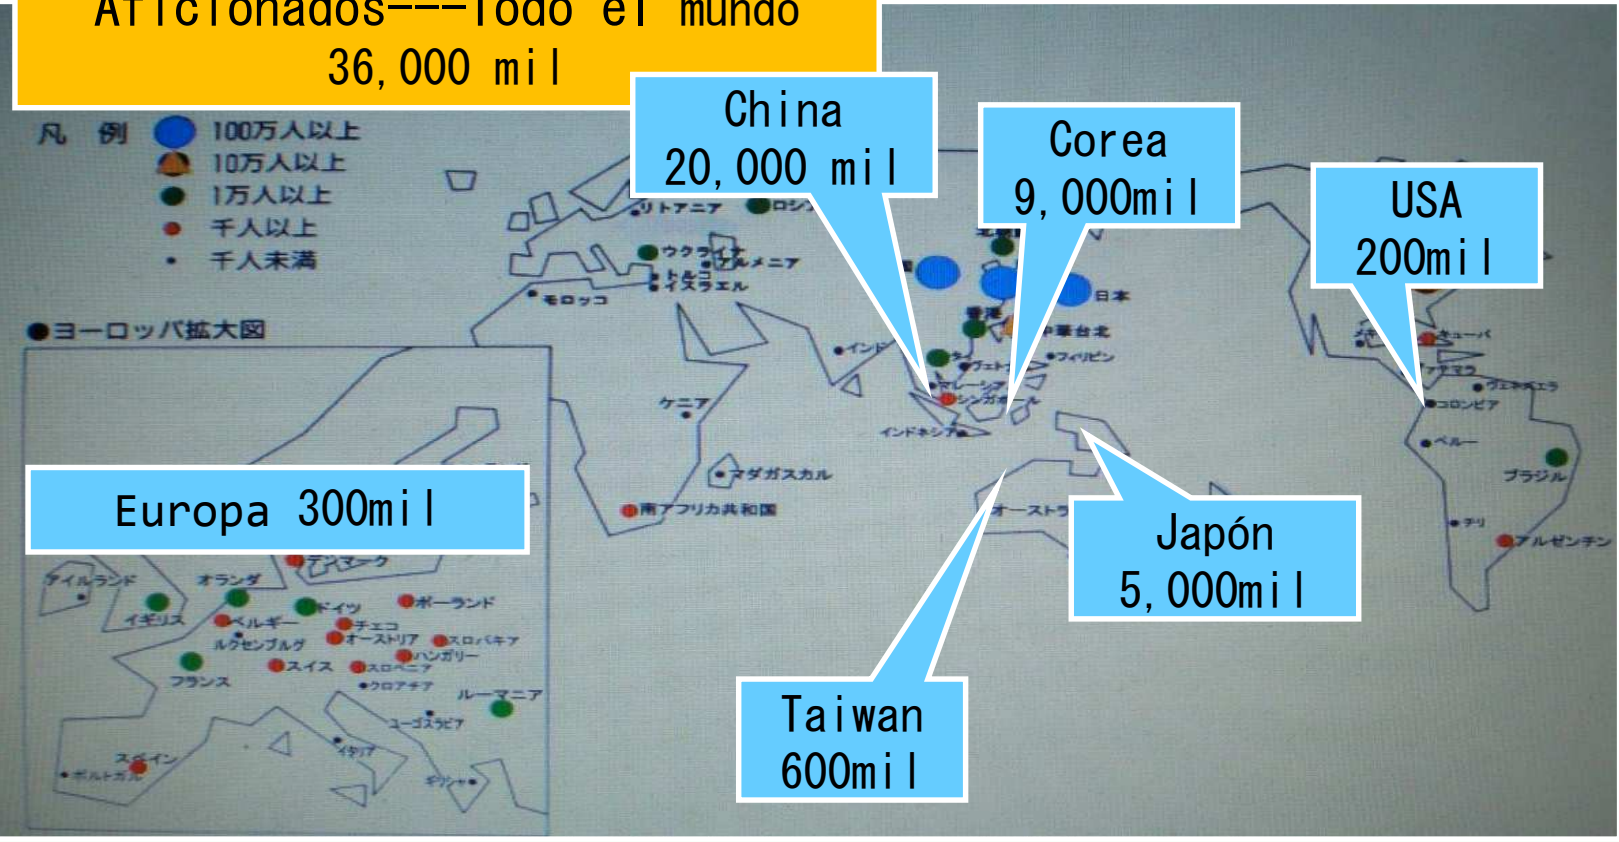 Aficionados---Todo el mundo
36,000 mil
China
20,000 mil
Corea
9,000mil
USA
200mil
凡 例
100万人以上
10万人以上
1万人以上
千人以上
千人未満
リトアニア
ロシ
ウクライナ
アルメニア
トルコ
イスラエル
モロッコ
日本
香港
中華台北
インド
タイ
ベトナ
フィリピン
マレーシア
シンガポール
インドネシア
ケニア
マダガスカル
南アフリカ共和国
オーストラ
キューバ
ヴェネズエラ
コロンビア
ペルー
ブラジル
チリ
アルゼンチン
●ヨーロッパ拡大図
Europa 300mil
デンマーク
アイルランド
オランダ
イギリス
ドイツ
ポーランド
ベルギー
チェコ
ルクセンブルグ
オーストリア
スロバキア
ハンガリー
フランス
スイス
スロベニア
クロアチア
ルーマニア
ユーゴスラビア
イタリア
スペイン
ポルトガル
ギリシャ
Japón
5,000mil
Taiwan
600mil